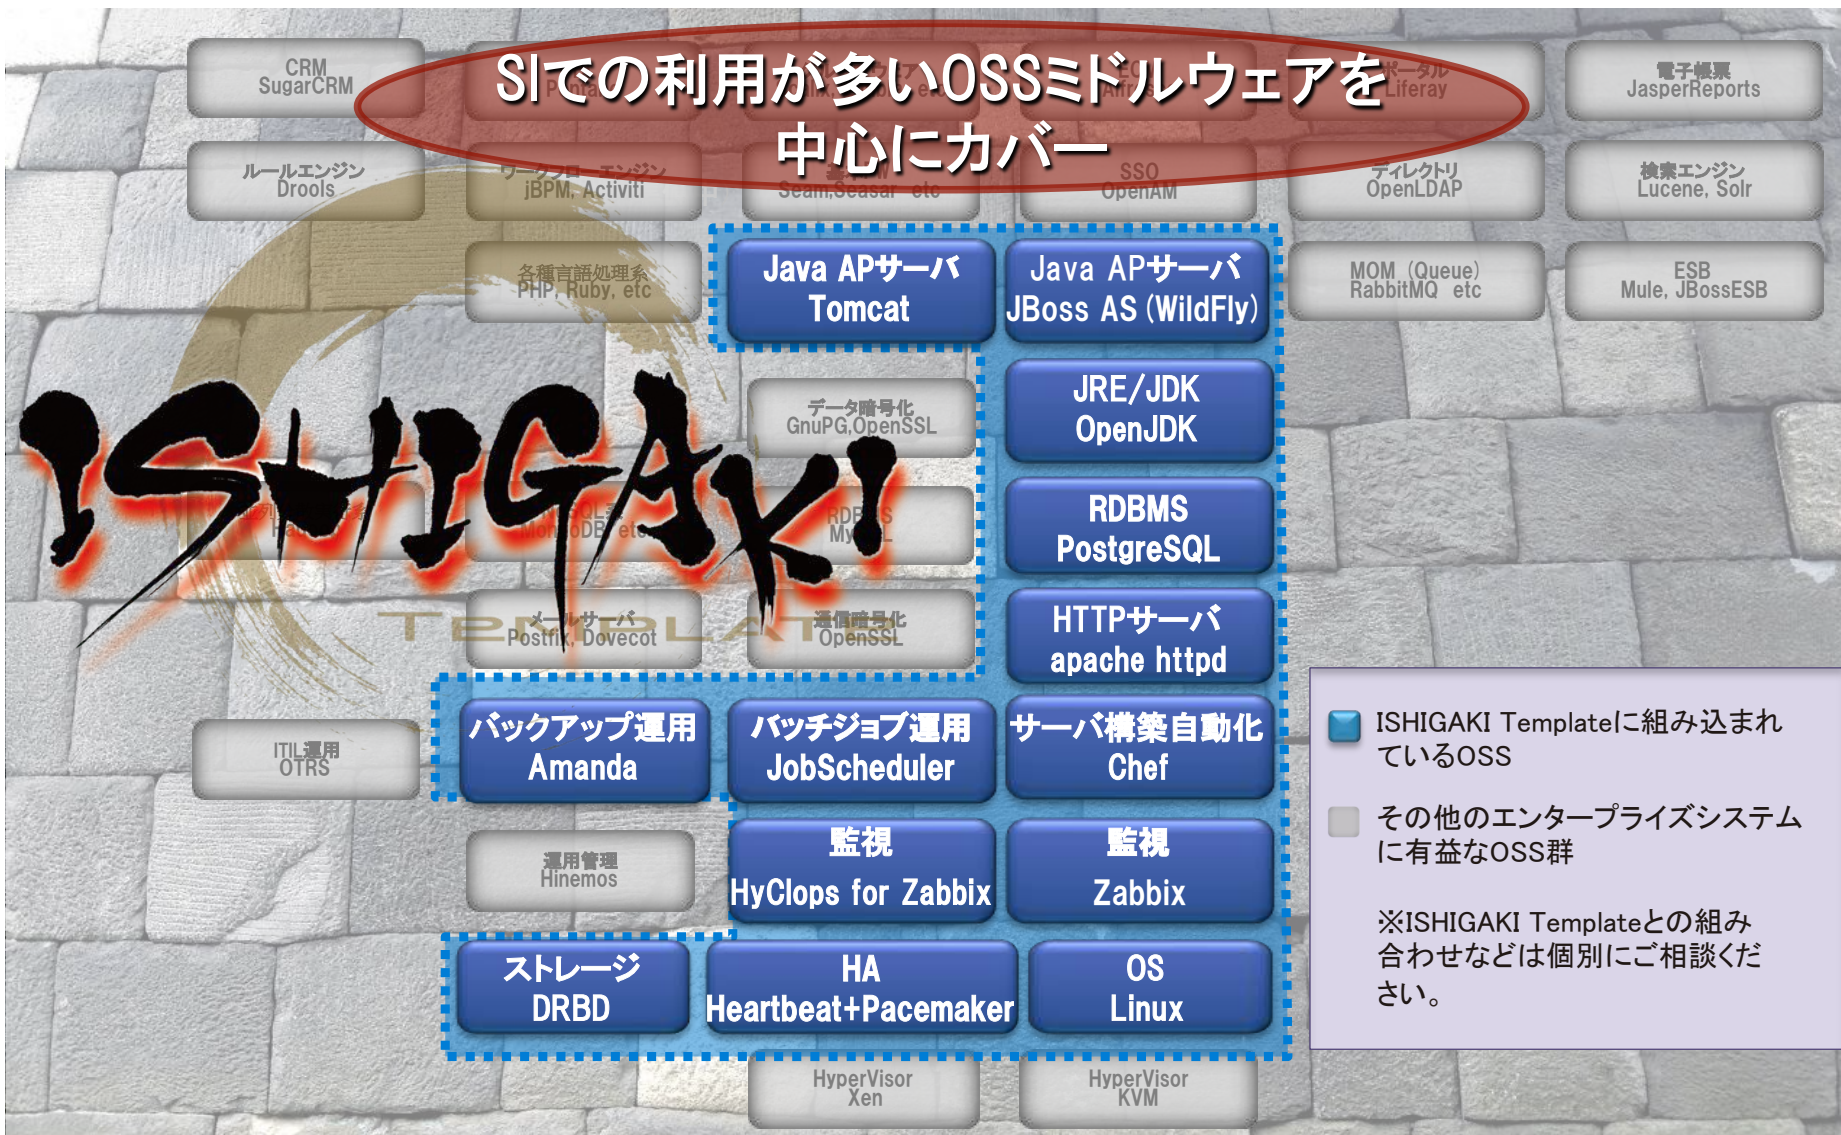 SIでの利用が多いOSSミドルウェアを
中心にカバー
CRM
SugarCRM
ポータル
Liferay
電子帳票
JasperReports
ルールエンジン
Drools
ワークフローエンジン
jBPM, Activiti
Seam,Seasar etc
SSO
OpenAM
ディレクトリ
OpenLDAP
検索エンジン
Lucene, Solr
各種言語処理系
PHP, Ruby, etc
Java APサーバ
Tomcat
Java APサーバ
JBoss AS (WildFly)
MOM (Queue)
RabbitMQ etc
ESB
Mule, JBossESB
データ暗号化
GnuPG,OpenSSL
JRE/JDK
OpenJDK
ISHIGAKI
TEMPLATE
RDBMS
PostgreSQL
メールサーバ
Postfix, Dovecot
通信暗号化
OpenSSL
HTTPサーバ
apache httpd
ITIL運用
OTRS
バックアップ運用
Amanda
バッチジョブ運用
JobScheduler
サーバ構築自動化
Chef
運用管理
Hinemos
監視
HyClops for Zabbix
監視
Zabbix
ストレージ
DRBD
HA
Heartbeat+Pacemaker
OS
Linux
HyperVisor
Xen
HyperVisor
KVM
ISHIGAKI Templateに組み込まれ
ているOSS
その他のエンタープライズシステム
に有益なOSS群
※ISHIGAKI Templateとの組み
合わせなどは個別にご相談くだ
さい。